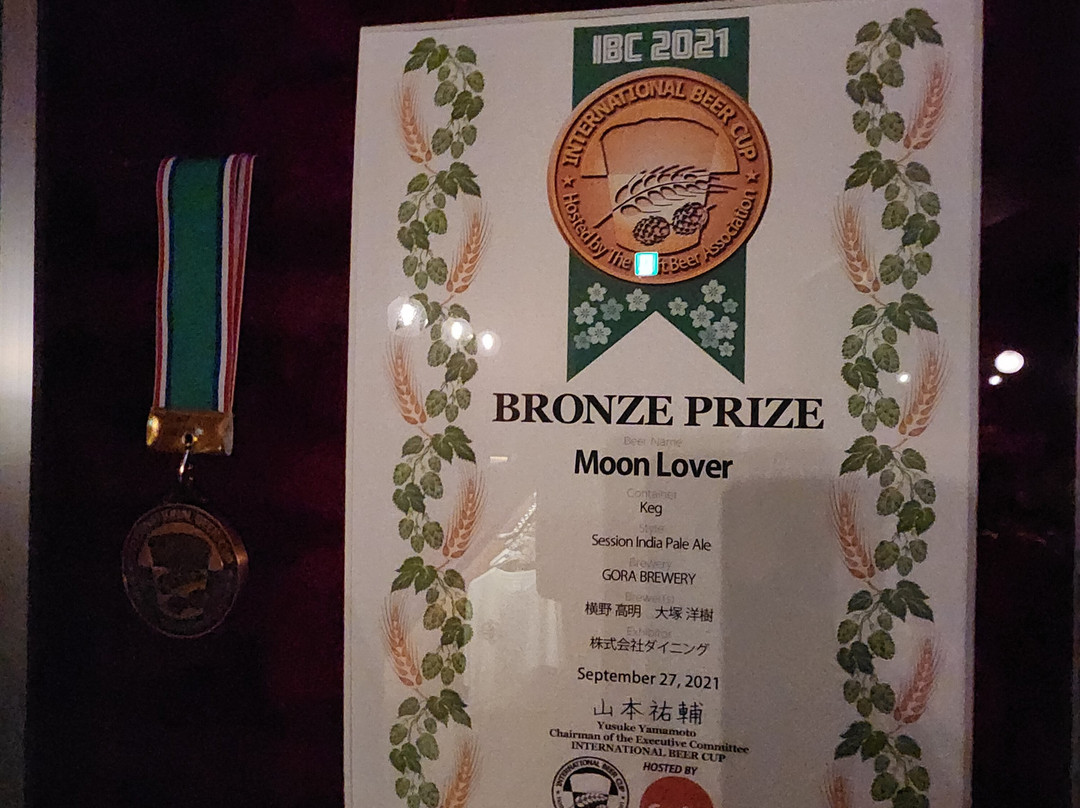 IBC 2021
INTERNATIONAL BEER CUP
Hosted by The Beer Association
BRONZE PRIZE
Beer Name
Moon Lover
Container
Keg
Style
Session India Pale Ale
Brewery
GORA BREWERY
Brewer(s)
横野 高明 大塚 洋樹
Exhibitor
株式会社ダイニング
September 27, 2021
山本祐輔
Yusuke Yamamoto
Chairman of the Executive Committee
INTERNATIONAL BEER CUP
INTERNATIONAL BEER CUP
HOSTED BY